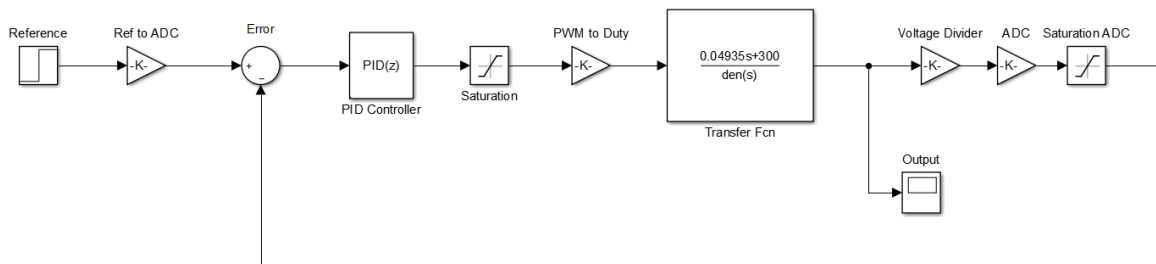 Reference
Ref to ADC
-K-
Error
+
−
PID(z)
PID Controller
Saturation
PWM to Duty
-K-
0.04935s+300
den(s)
Transfer Fcn
Voltage Divider
-K-
ADC
-K-
Saturation ADC
Output